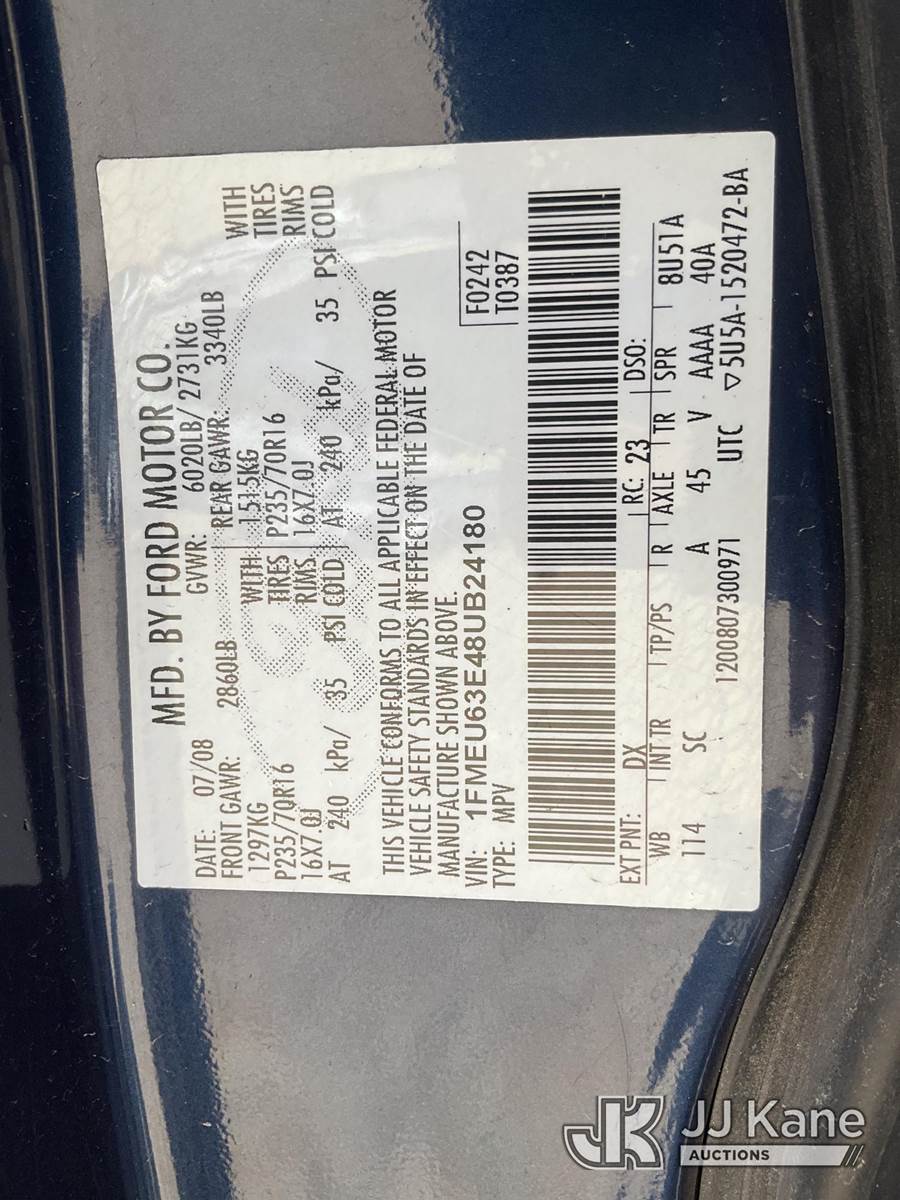 MFD. BY FORD MOTOR CO.
DATE: 07/08 GVWR: 6020LB/ 2731KG
FRONT GAWR: 2860LB REAR GAWR: 3340LB
1297KG WITH 1515KG WITH
P235/70R16 TIRES P235/70R16 TIRES
16X7.0J RIMS 16X7.0J RIMS
AT 240 kPa/ 35 PSI COLD AT 240 kPa/ 35 PSI COLD
THIS VEHICLE CONFORMS TO ALL APPLICABLE FEDERAL MOTOR
VEHICLE SAFETY STANDARDS IN EFFECT ON THE DATE OF
MANUFACTURE SHOWN ABOVE.
VIN: 1FMEU63E48UB24180 F0242
TYPE: MPV T0387
EXT PNT: DX RC: 23 DSO:
WB INT TR TP/PS R AXLE TR SPR 8U5TA
114 SC A 45 V AAAA 40A
1200807300971 UTC ▽5U5A-1520472-BA
JK JJ Kane
AUCTIONS